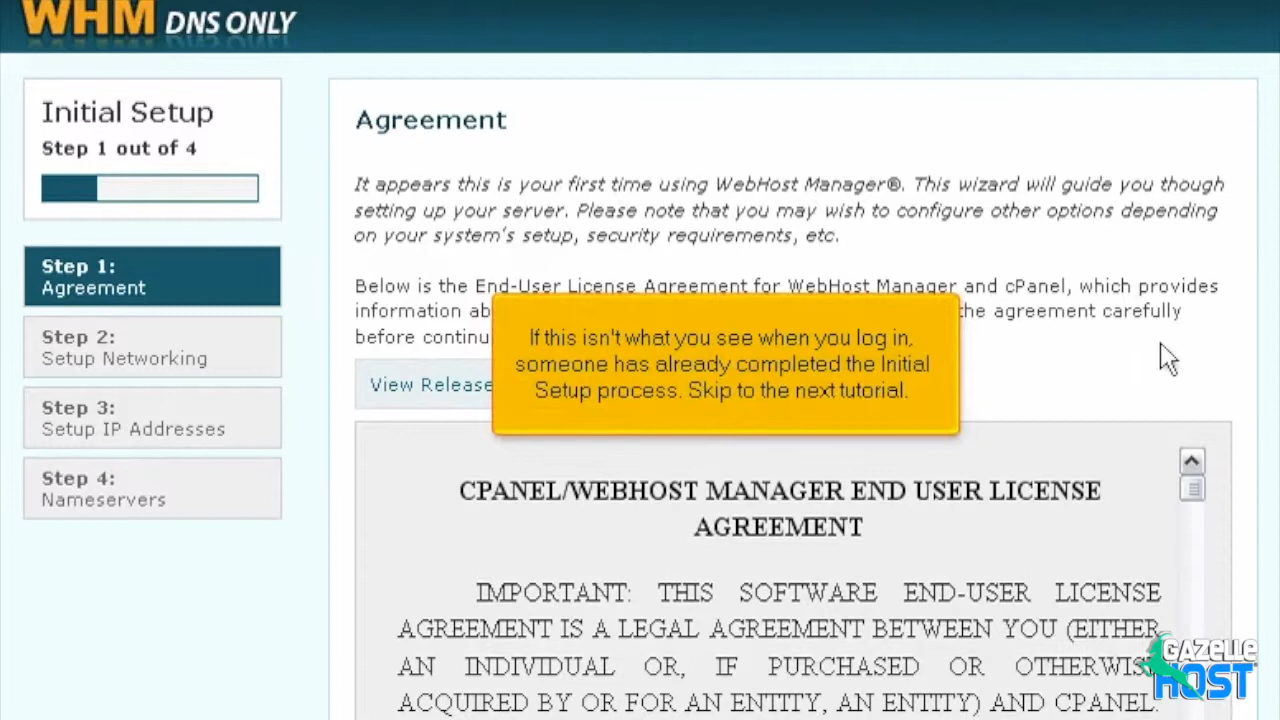 WHM DNS ONLY
Initial Setup
Step 1 out of 4
Step 1:
Agreement
Step 2:
Setup Networking
Step 3:
Setup IP Addresses
Step 4:
Nameservers
Agreement
It appears this is your first time using WebHost Manager®. This wizard will guide you though
setting up your server. Please note that you may wish to configure other options depending
on your system's setup, security requirements, etc.
Below is the End-User License Agreement for WebHost Manager and cPanel, which provides
information the agreement carefully
before
View Release
If this isn't what you see when you log in,
someone has already completed the Initial
Setup process. Skip to the next tutorial.
CPANEL/WEBHOST MANAGER END USER LICENSE
AGREEMENT
IMPORTANT: THIS SOFTWARE END-USER LICENSE
AGREEMENT IS A LEGAL AGREEMENT BETWEEN YOU (EITHER
AN INDIVIDUAL OR, IF PURCHASED OR OTHERWISE
ACQUIRED BY OR FOR AN ENTITY, AN ENTITY) AND CPANEL.
GAZELLE
HOST